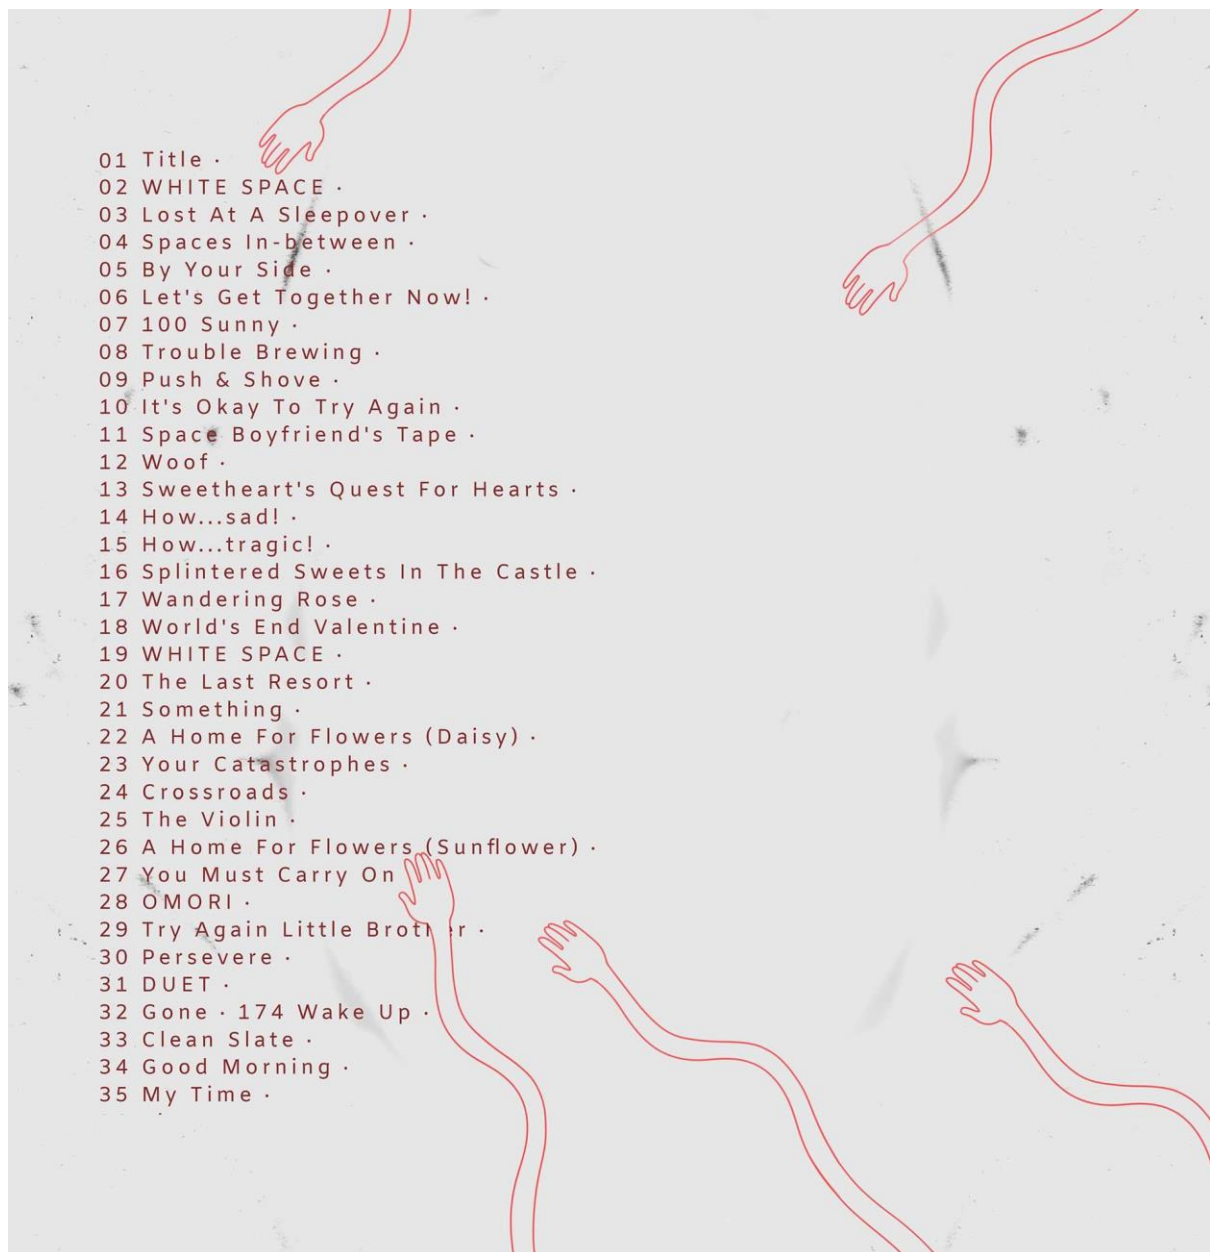 01 Title ·
02 WHITE SPACE ·
03 Lost At A Sleepover ·
04 Spaces In-between ·
05 By Your Side ·
06 Let's Get Together Now! ·
07 100 Sunny ·
08 Trouble Brewing ·
09 Push & Shove ·
10 It's Okay To Try Again ·
11 Space Boyfriend's Tape ·
12 Woof ·
13 Sweetheart's Quest For Hearts ·
14 How...sad! ·
15 How...tragic! ·
16 Splintered Sweets In The Castle ·
17 Wandering Rose ·
18 World's End Valentine ·
19 WHITE SPACE ·
20 The Last Resort ·
21 Something ·
22 A Home For Flowers (Daisy) ·
23 Your Catastrophes ·
24 Crossroads ·
25 The Violin ·
26 A Home For Flowers (Sunflower) ·
27 You Must Carry On
28 OMORI ·
29 Try Again Little Brother ·
30 Persevere ·
31 DUET ·
32 Gone · 174 Wake Up ·
33 Clean Slate ·
34 Good Morning ·
35 My Time ·